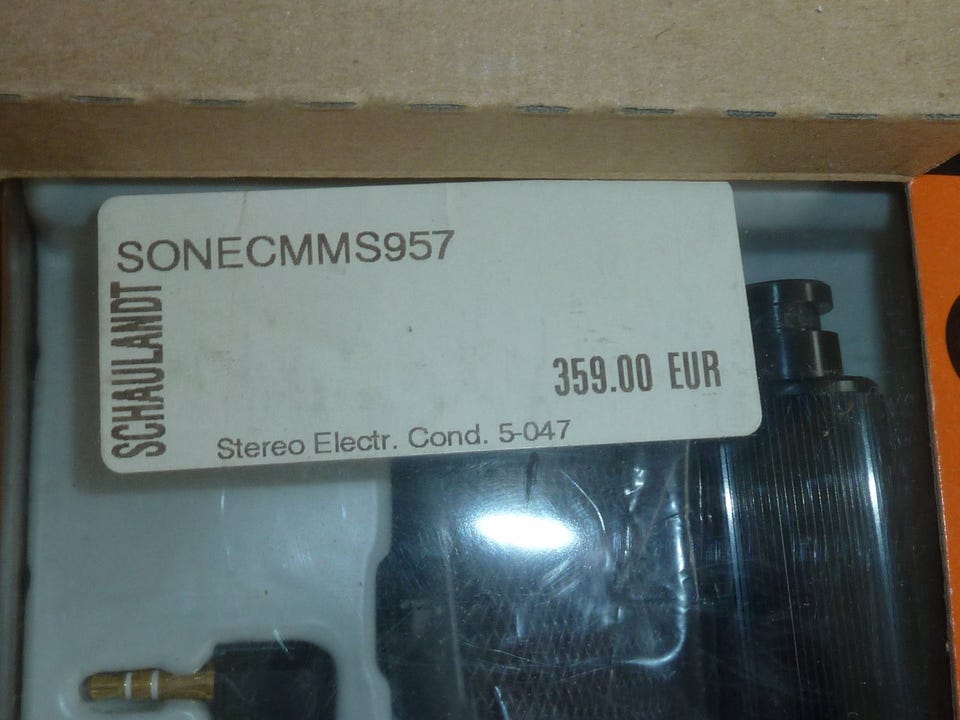 SONECMMS957
SCHAULANDT
359.00 EUR
Stereo Electr. Cond. 5-047